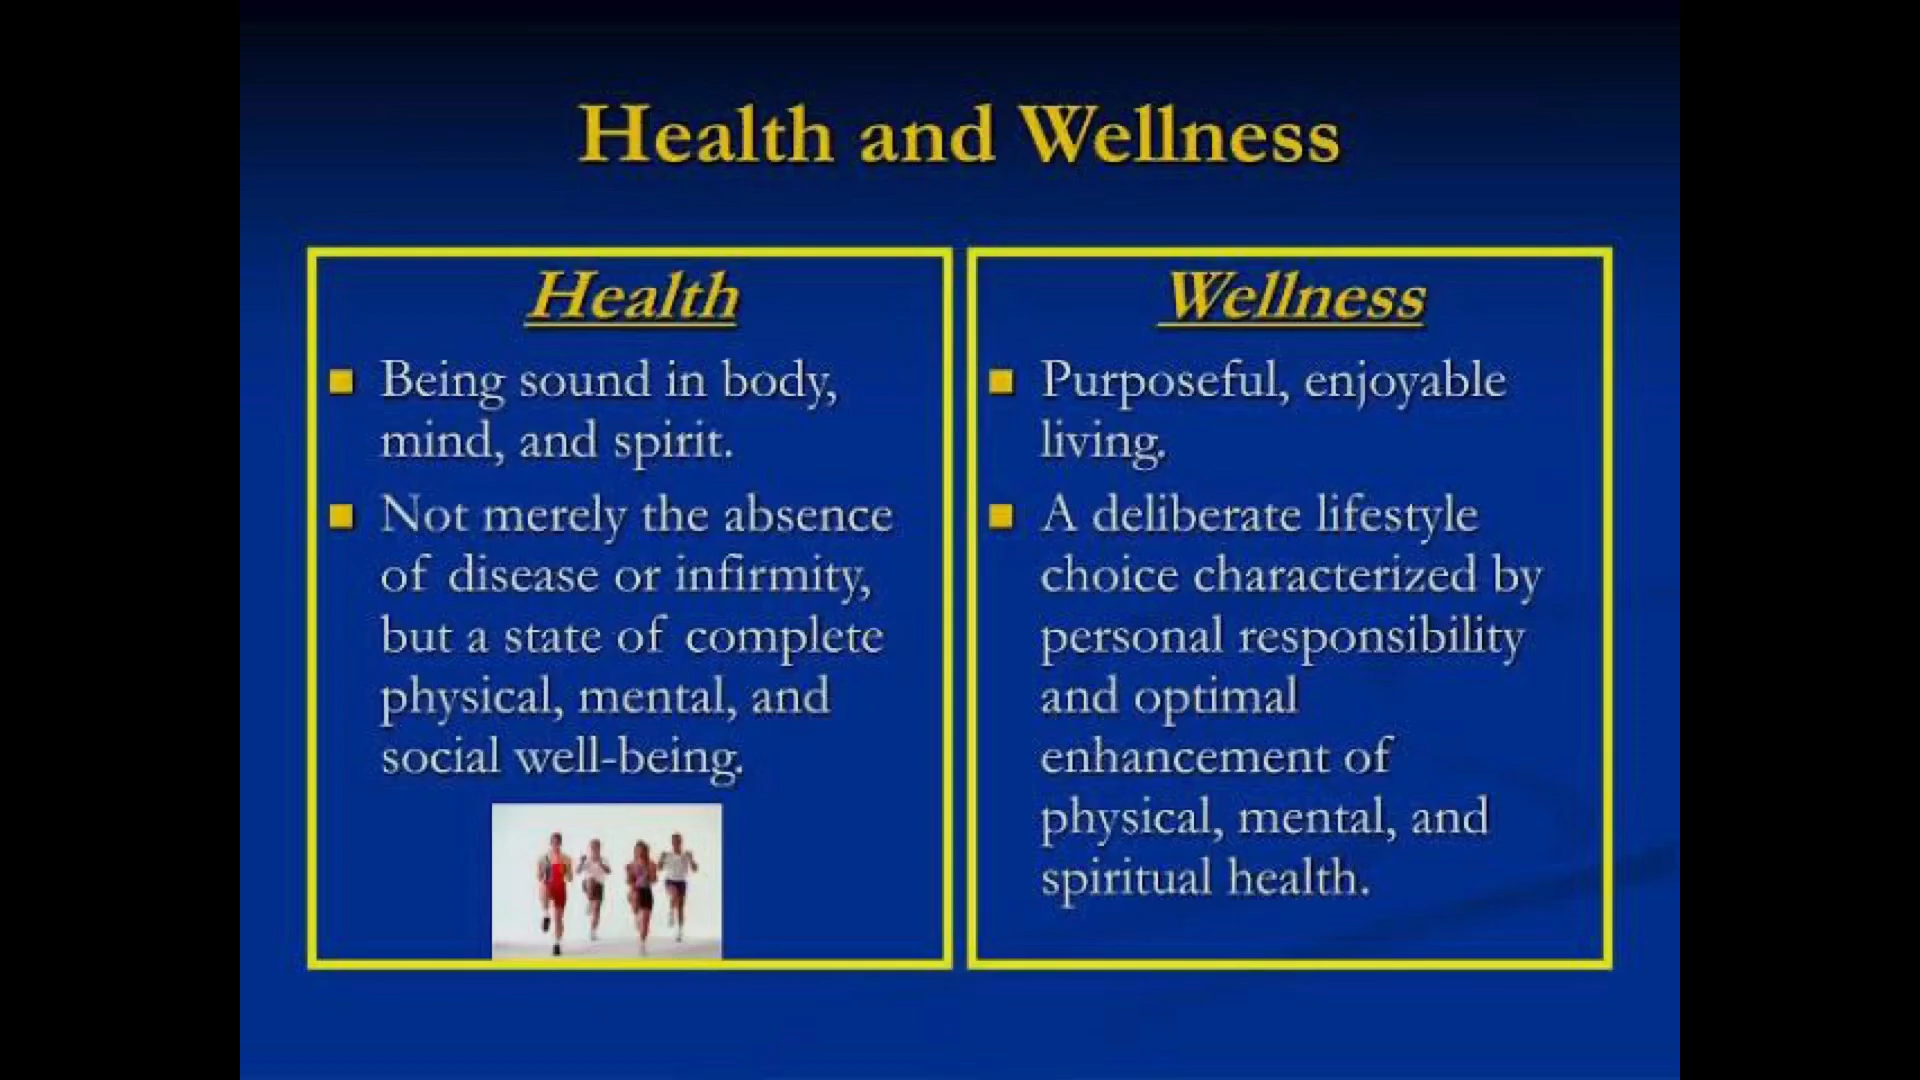 Health and Wellness
Health
Being sound in body,
mind, and spirit.
Not merely the absence
of disease or infirmity,
but a state of complete
physical, mental, and
social well-being.
Wellness
Purposeful, enjoyable
living.
A deliberate lifestyle
choice characterized by
personal responsibility
and optimal
enhancement of
physical, mental, and
spiritual health.